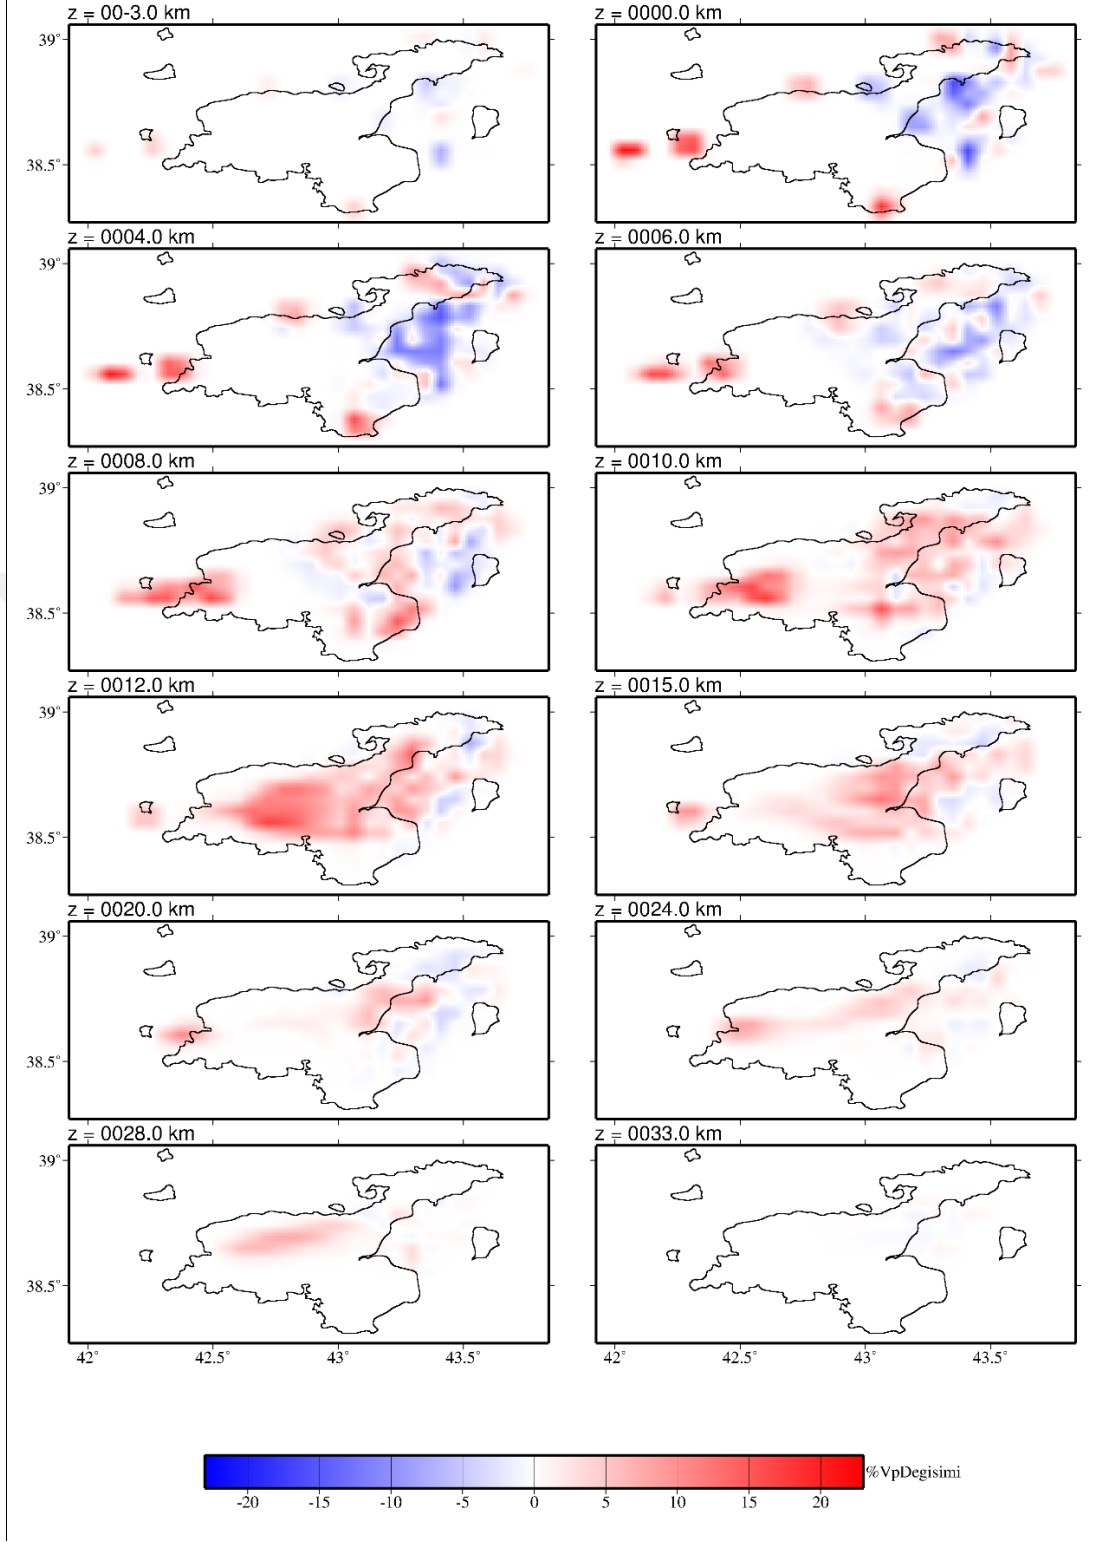 z = 00-3.0 km
z = 0000.0 km
39°
38.5°
z = 0004.0 km
z = 0006.0 km
39°
38.5°
z = 0008.0 km
z = 0010.0 km
39°
38.5°
z = 0012.0 km
z = 0015.0 km
39°
38.5°
z = 0020.0 km
z = 0024.0 km
39°
38.5°
z = 0028.0 km
z = 0033.0 km
39°
38.5°
42° 42.5° 43° 43.5° 42° 42.5° 43° 43.5°
%VpDegisimi
-20 -15 -10 -5 0 5 10 15 20